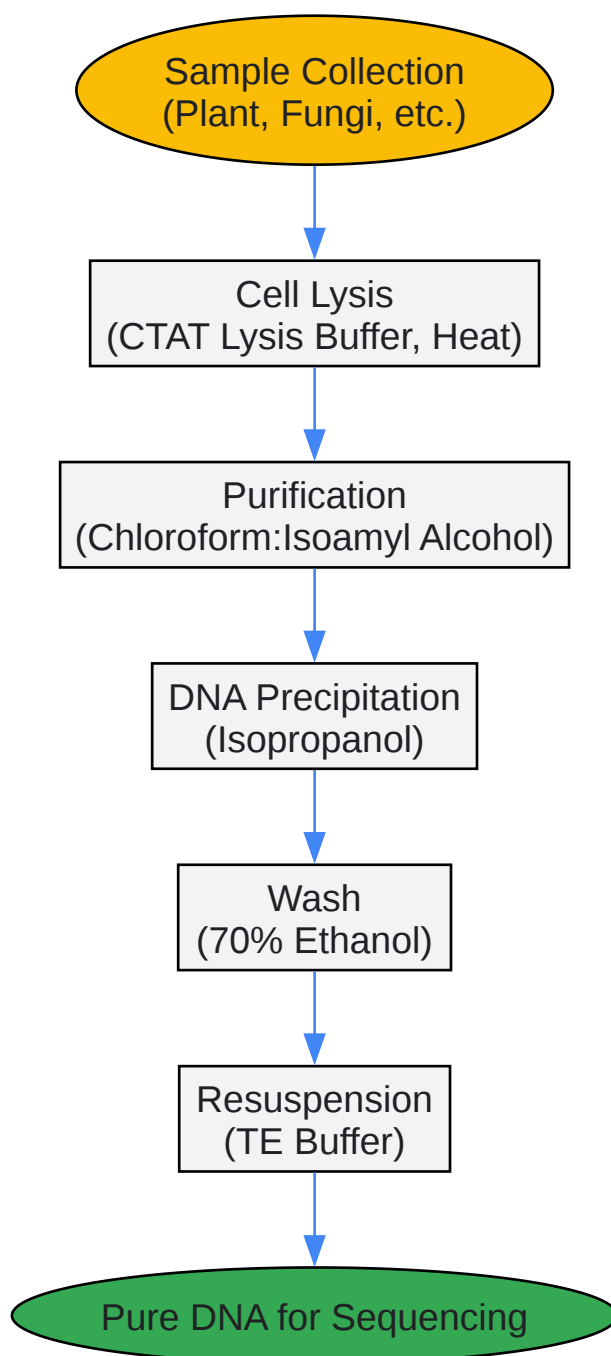 Sample Collection
(Plant, Fungi, etc.)
Cell Lysis
(CTAT Lysis Buffer, Heat)
Purification
(Chloroform:Isoamyl Alcohol)
DNA Precipitation
(Isopropanol)
Wash
(70% Ethanol)
Resuspension
(TE Buffer)
Pure DNA for Sequencing